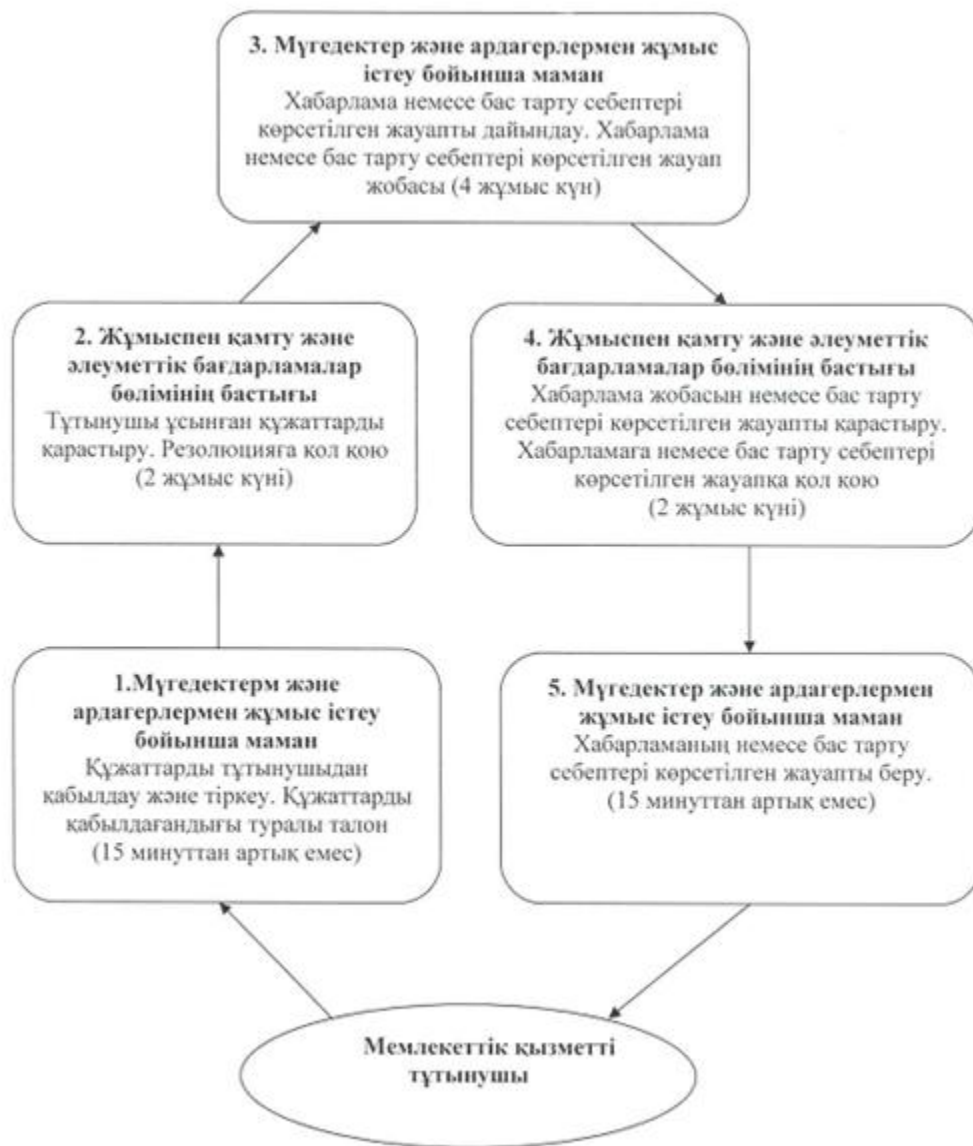 3. Мүгедектер және ардагерлермен жұмыс
істеу бойынша маман
Хабарлама немесе бас тарту себептері
көрсетілген жауапты дайындау. Хабарлама
немесе бас тарту себептері көрсетілген жауап
жобасы (4 жұмыс күн)
2. Жұмыспен қамту және
әлеуметтік бағдарламалар
бөлімінің бастығы
Тұтынушы ұсынған құжаттарды
қарастыру. Резолюцияға қол қою
(2 жұмыс күні)
4. Жұмыспен қамту және әлеуметтік
бағдарламалар бөлімінің бастығы
Хабарлама жобасын немесе бас тарту
себептері көрсетілген жауапты қарастыру.
Хабарламаға немесе бас тарту себептері
көрсетілген жауапқа қол қою
(2 жұмыс күні)
1.Мүгедектерм және
ардагерлермен жұмыс істеу
бойынша маман
Құжаттарды тұтынушыдан
қабылдау және тіркеу. Құжаттарды
қабылдағандығы туралы талон
(15 минуттан артық емес)
5. Мүгедектер және ардагерлермен
жұмыс істеу бойынша маман
Хабарламаның немесе бас тарту
себептері көрсетілген жауапты беру.
(15 минуттан артық емес)
Мемлекеттік қызметті
тұтынушы